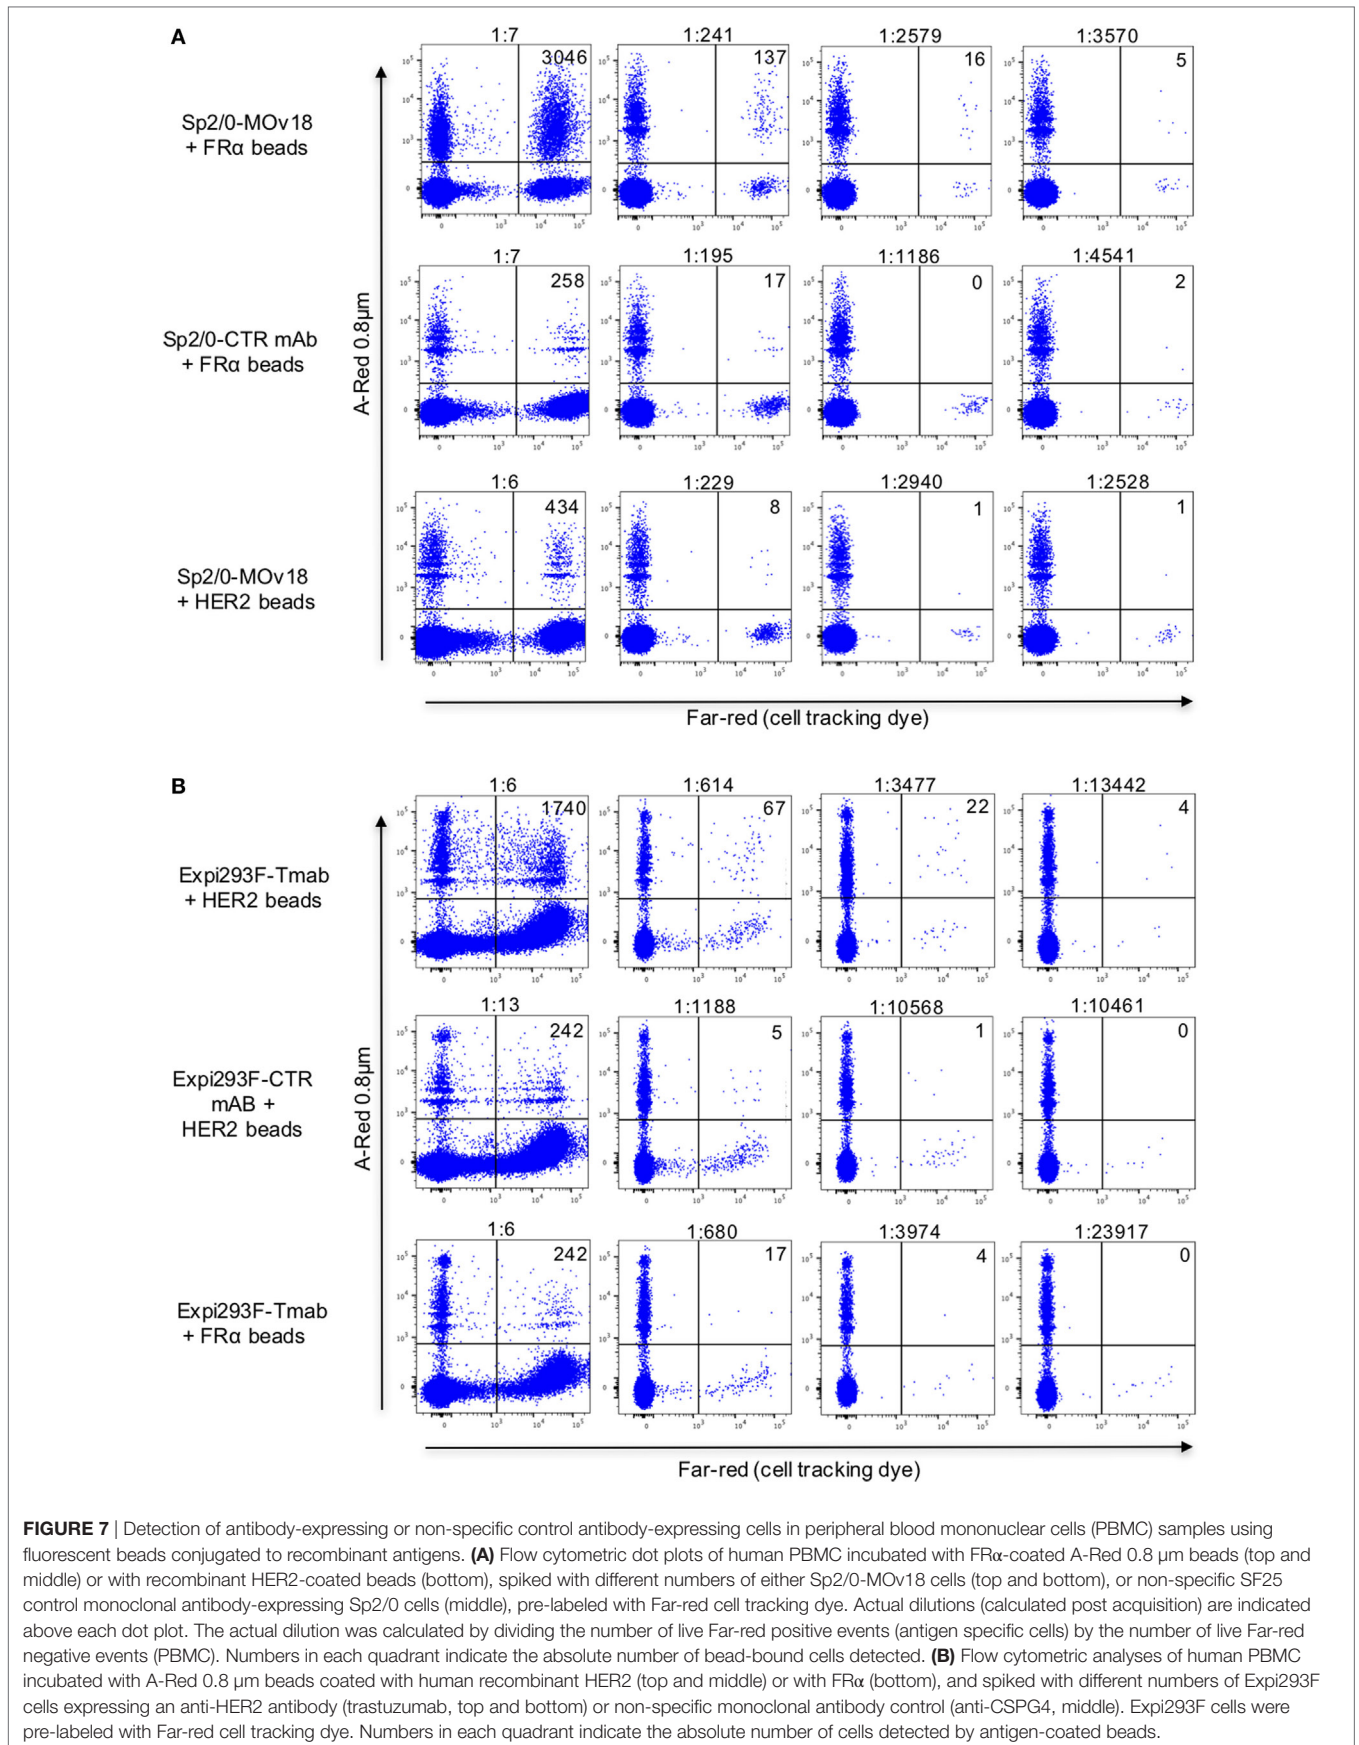 A
1:7 1:241 1:2579 1:3570
3046 137 16 5
Sp2/0-MOv18
+ FRα beads
1:7 1:195 1:1186 1:4541
258 17 0 2
Sp2/0-CTR mAb
+ FRα beads
A-Red 0.8µm
1:6 1:229 1:2940 1:2528
434 8 1 1
Sp2/0-MOv18
+ HER2 beads
Far-red (cell tracking dye)
B
1:6 1:614 1:3477 1:13442
1740 67 22 4
Expi293F-Tmab
+ HER2 beads
1:13 1:1188 1:10568 1:10461
242 5 1 0
Expi293F-CTR
mAB +
HER2 beads
A-Red 0.8µm
1:6 1:680 1:3974 1:23917
242 17 4 0
Expi293F-Tmab
+ FRα beads
Far-red (cell tracking dye)
FIGURE 7 | Detection of antibody-expressing or non-specific control antibody-expressing cells in peripheral blood mononuclear cells (PBMC) samples using
fluorescent beads conjugated to recombinant antigens. (A) Flow cytometric dot plots of human PBMC incubated with FRα-coated A-Red 0.8 µm beads (top and
middle) or with recombinant HER2-coated beads (bottom), spiked with different numbers of either Sp2/0-MOv18 cells (top and bottom), or non-specific SF25
control monoclonal antibody-expressing Sp2/0 cells (middle), pre-labeled with Far-red cell tracking dye. Actual dilutions (calculated post acquisition) are indicated
above each dot plot. The actual dilution was calculated by dividing the number of live Far-red positive events (antigen specific cells) by the number of live Far-red
negative events (PBMC). Numbers in each quadrant indicate the absolute number of bead-bound cells detected. (B) Flow cytometric analyses of human PBMC
incubated with A-Red 0.8 µm beads coated with human recombinant HER2 (top and middle) or with FRα (bottom), and spiked with different numbers of Expi293F
cells expressing an anti-HER2 antibody (trastuzumab, top and bottom) or non-specific monoclonal antibody control (anti-CSPG4, middle). Expi293F cells were
pre-labeled with Far-red cell tracking dye. Numbers in each quadrant indicate the absolute number of cells detected by antigen-coated beads.